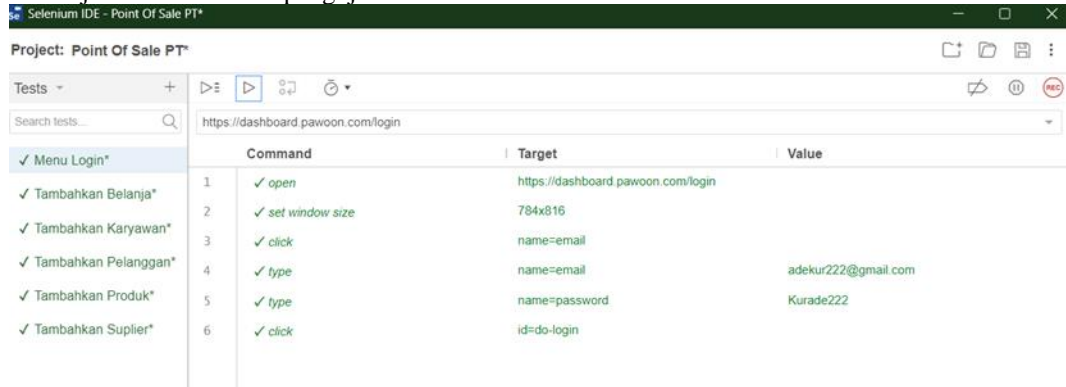 Selenium IDE - Point Of Sale PT*
Project: Point Of Sale PT*
Tests
Search tests...
https://dashboard.pawoon.com/login
Command Target Value
✓ Menu Login*
✓ Tambahkan Belanja*
✓ Tambahkan Karyawan*
✓ Tambahkan Pelanggan*
✓ Tambahkan Produk*
✓ Tambahkan Suplier*
1 ✓ open https://dashboard.pawoon.com/login
2 ✓ set window size 784x816
3 ✓ click name=email
4 ✓ type name=email adekur222@gmail.com
5 ✓ type name=password Kurade222
6 ✓ click id=do-login
REC